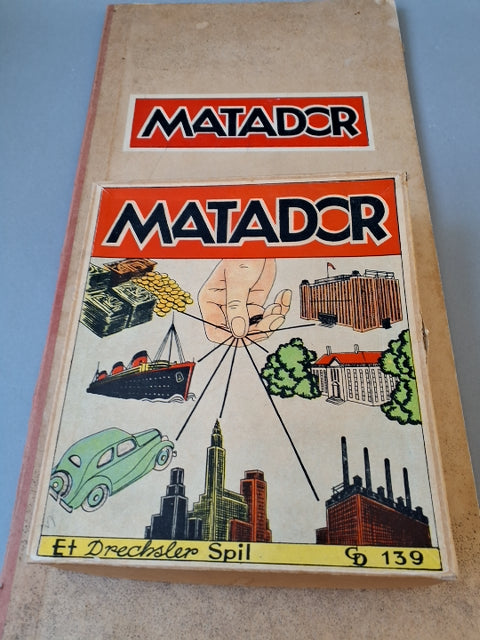 MATADOR
MATADOR
Et Drechsler Spil GD 139